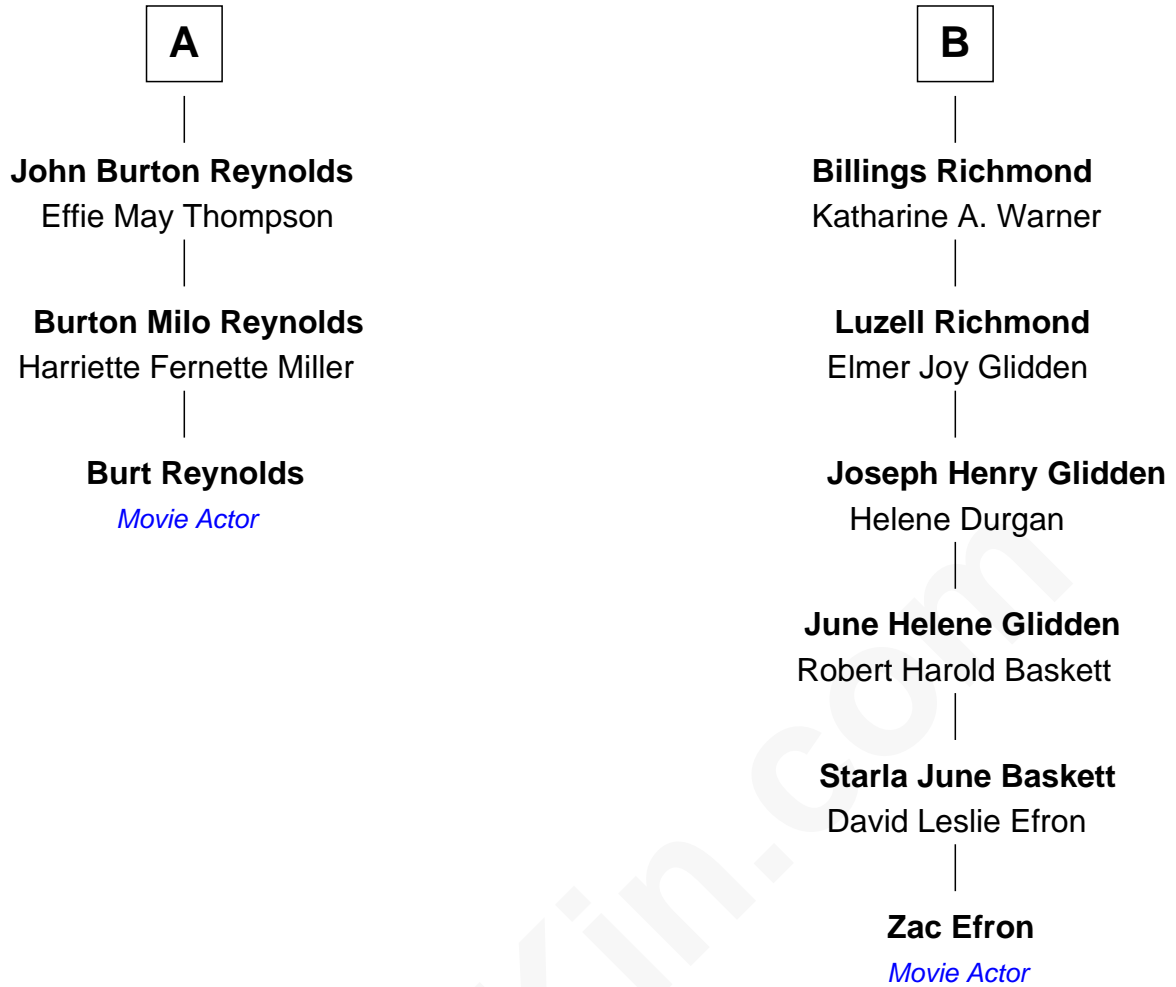 A
John Burton Reynolds
Effie May Thompson
Burton Milo Reynolds
Harriette Fernette Miller
Burt Reynolds
Movie Actor
B
Billings Richmond
Katharine A. Warner
Luzell Richmond
Elmer Joy Glidden
Joseph Henry Glidden
Helene Durgan
June Helene Glidden
Robert Harold Baskett
Starla June Baskett
David Leslie Efron
Zac Efron
Movie Actor
Kin.com